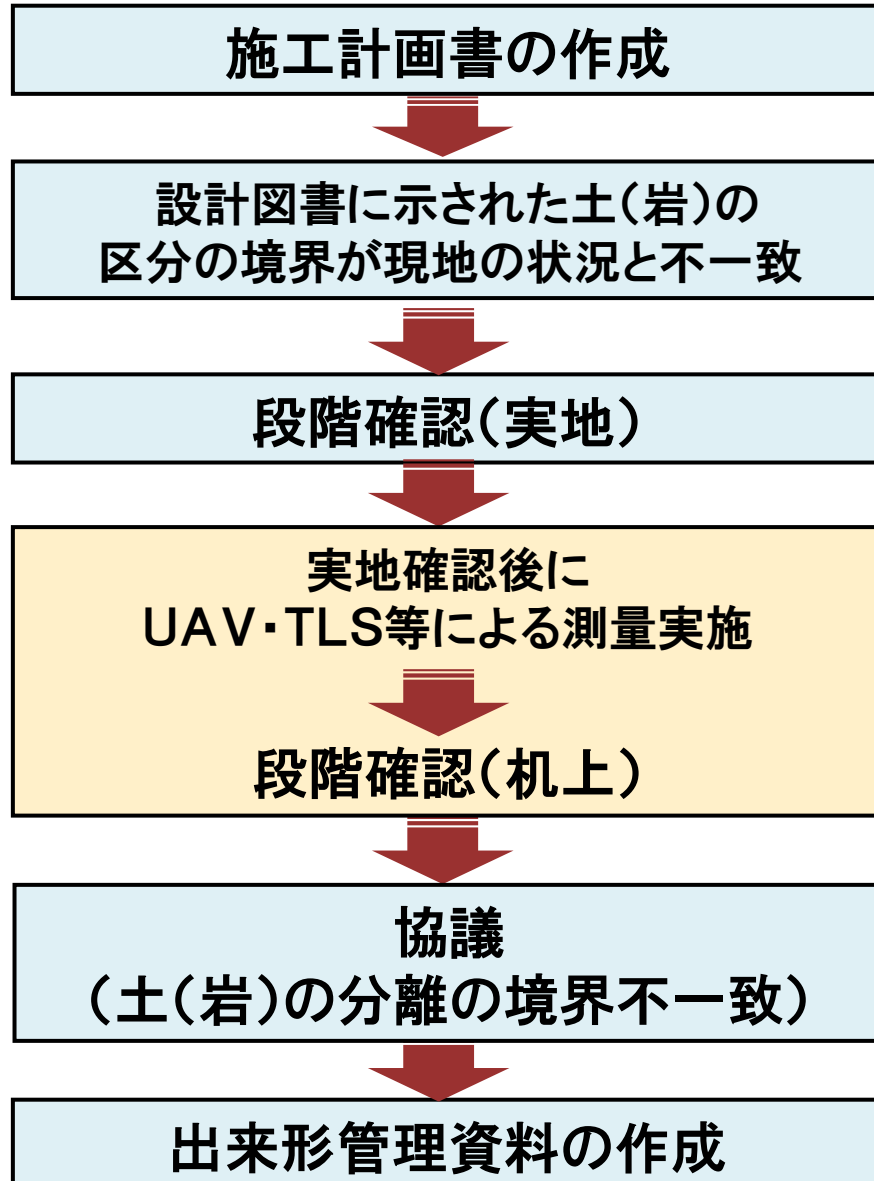 施工計画書の作成
設計図書に示された土(岩)の
区分の境界が現地の状況と不一致
段階確認(実地)
実地確認後に
UAV・TLS等による測量実施
段階確認(机上)
協議
(土(岩)の分離の境界不一致)
出来形管理資料の作成